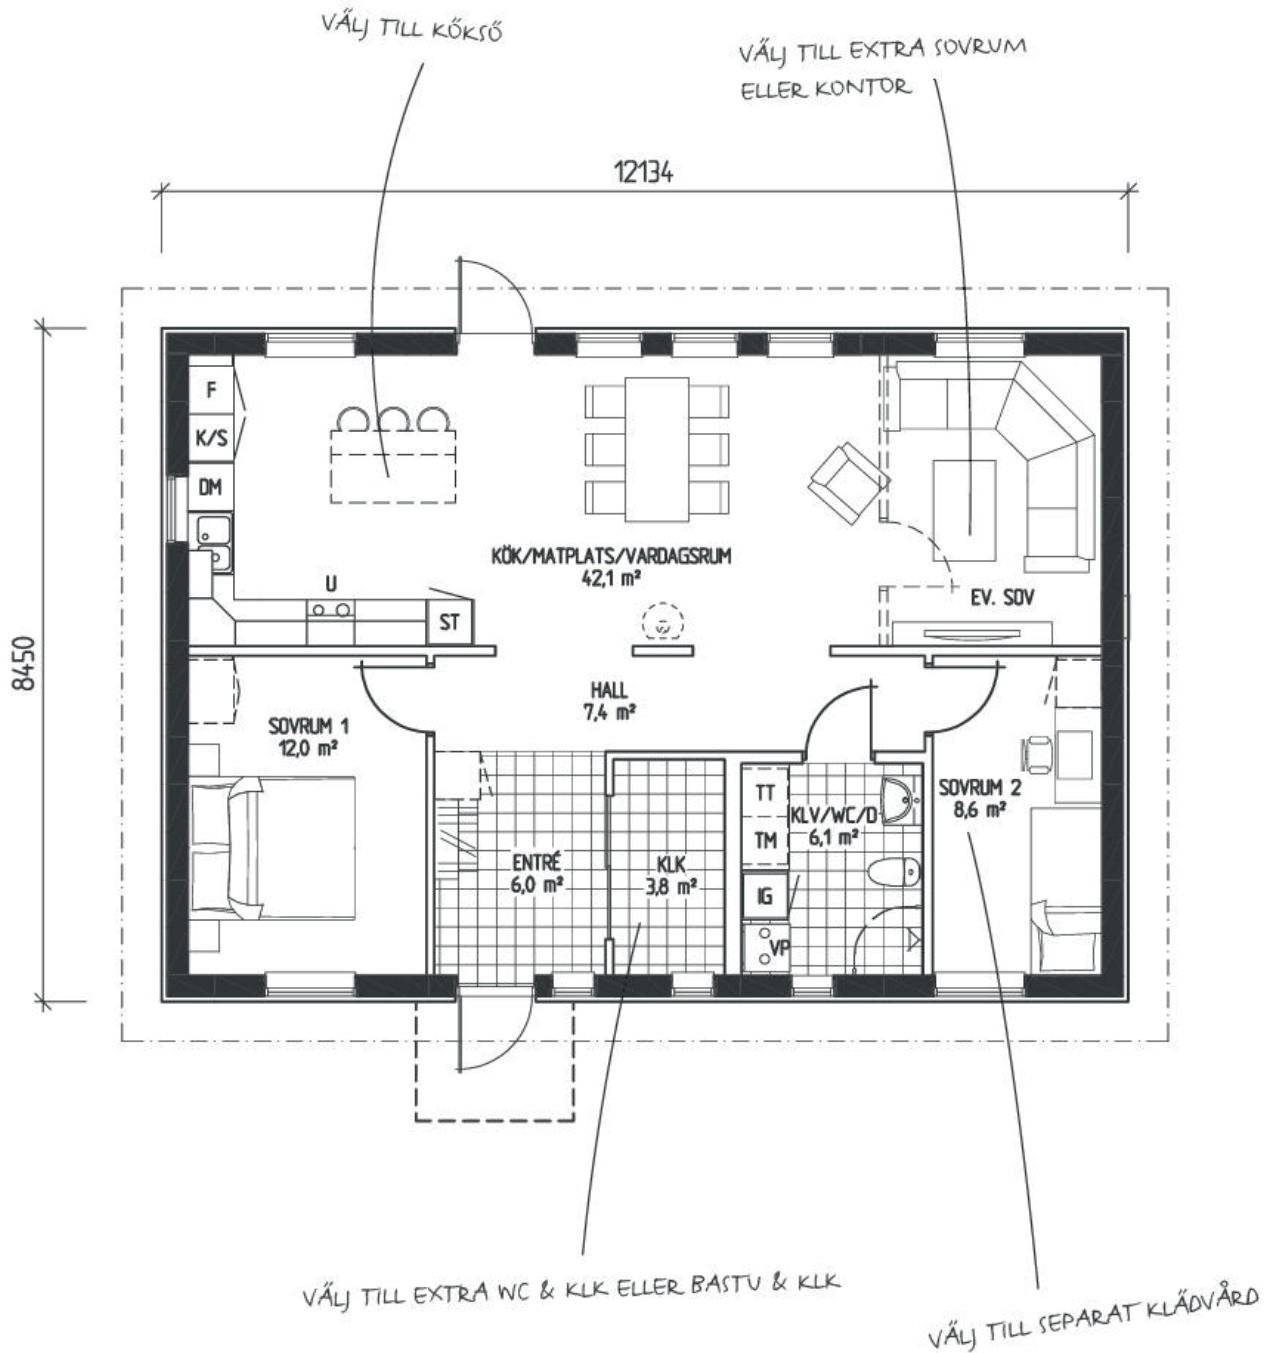 VÄLJ TILL KÖKSÖ
VÄLJ TILL EXTRA SOVRUM
ELLER KONTOR
12134
8450
F
K/S
DM
U
ST
KÖK/MATPLATS/VARDAGSRUM
42,1 m²
EV. SOV
HALL
7,4 m²
SOVRUM 1
12,0 m²
ENTRÉ
6,0 m²
KLK
3,8 m²
TT
TM
IG
VP
KLV/WC/D
6,1 m²
SOVRUM 2
8,6 m²
VÄLJ TILL EXTRA WC & KLK ELLER BASTU & KLK
VÄLJ TILL SEPARAT KLÄDVÅRD